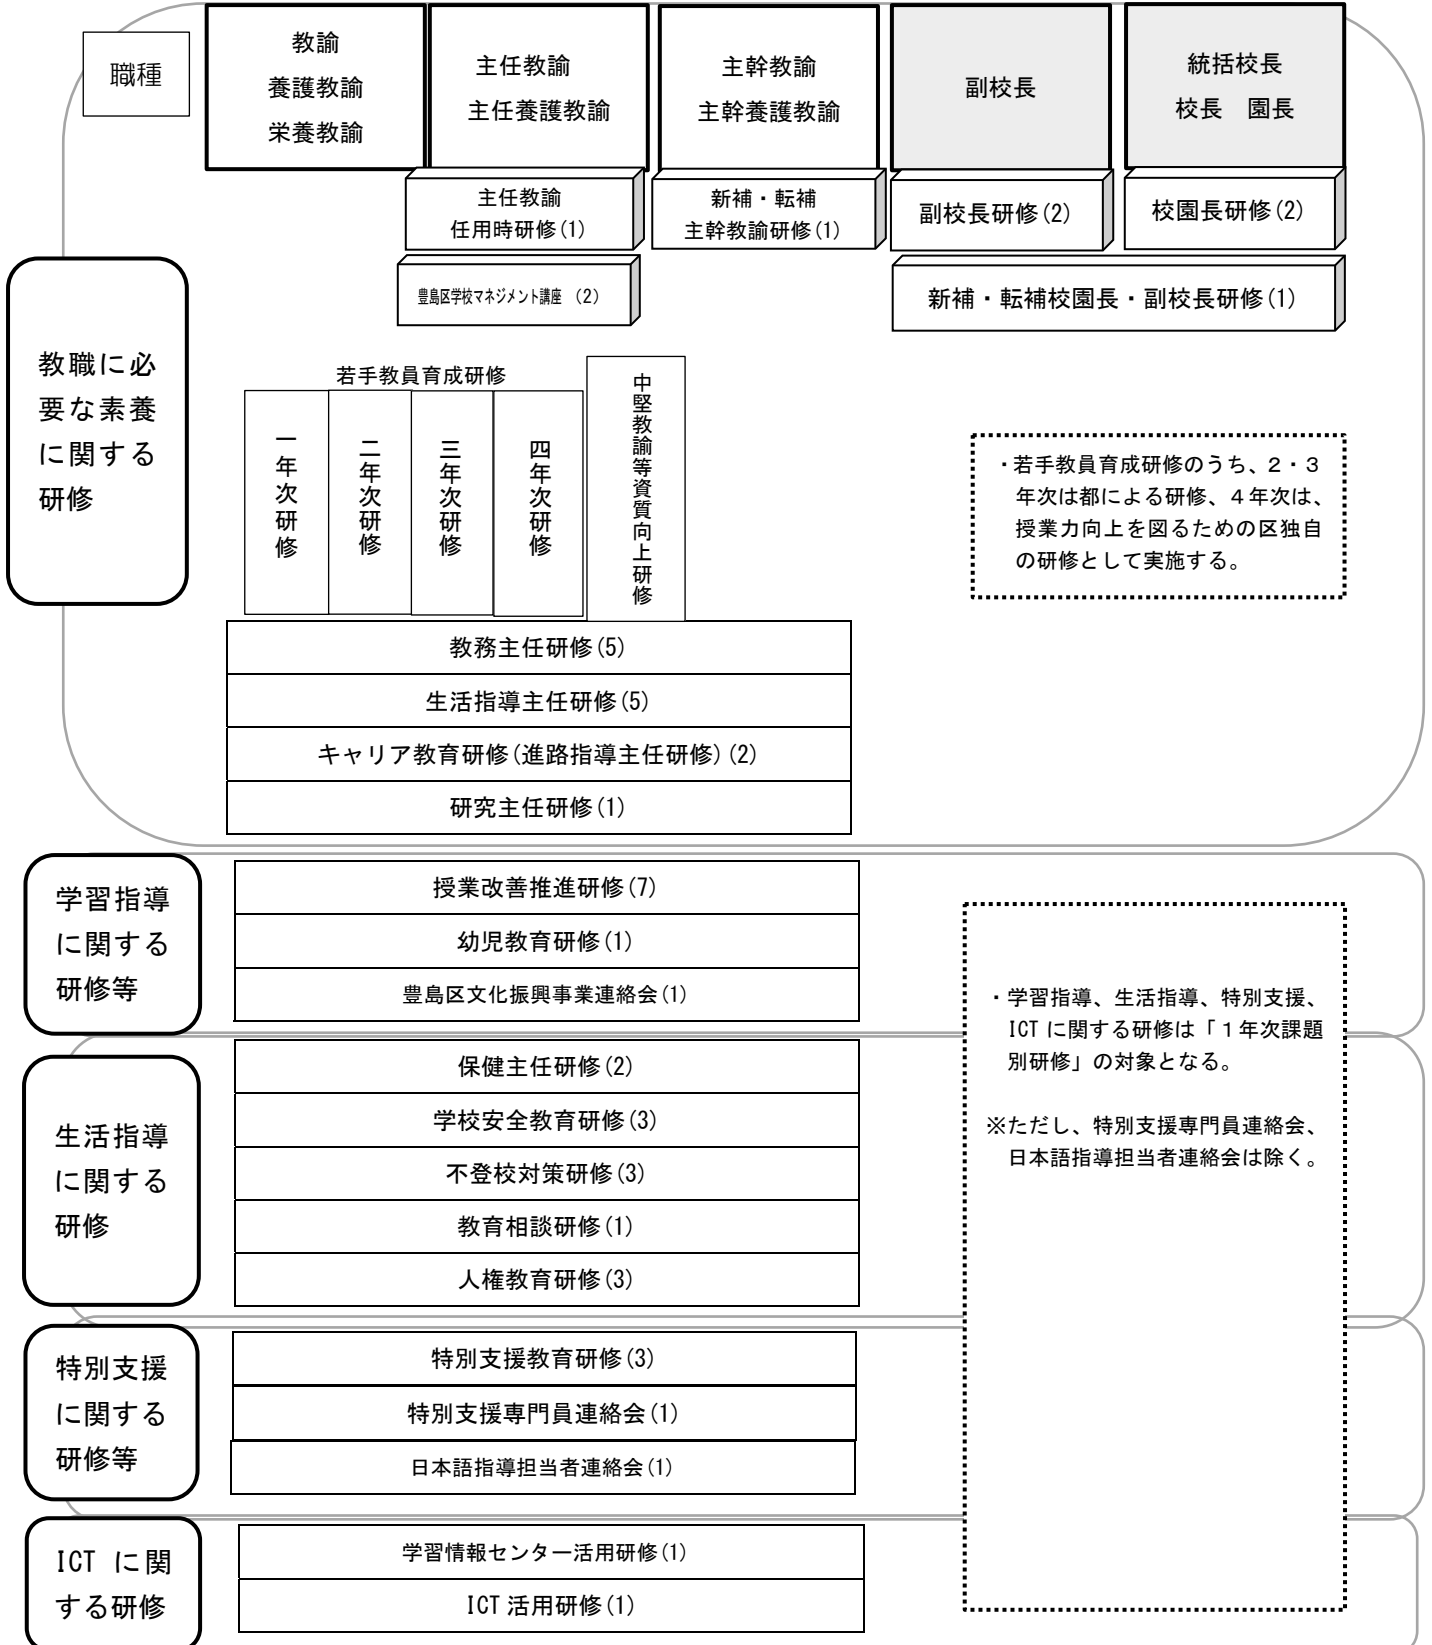 職種
教諭
養護教諭
栄養教諭
主任教諭
主任養護教諭
主幹教諭
主幹養護教諭
副校長
統括校長
校長　園長
主任教諭
任用時研修(1)
新補・転補
主幹教諭研修(1)
副校長研修(2)
校園長研修(2)
豊島区学校マネジメント講座 （2）
新補・転補校園長・副校長研修(1)
教職に必
要な素養
に関する
研修
若手教員育成研修
一年次研修
二年次研修
三年次研修
四年次研修
中堅教諭等資質向上研修
・若手教員育成研修のうち、２・３
年次は都による研修、４年次は、
授業力向上を図るための区独自
の研修として実施する。
教務主任研修(5)
生活指導主任研修(5)
キャリア教育研修(進路指導主任研修)(2)
研究主任研修(1)
学習指導
に関する
研修等
授業改善推進研修(7)
幼児教育研修(1)
豊島区文化振興事業連絡会(1)
・学習指導、生活指導、特別支援、
ICT に関する研修は「１年次課題
別研修」の対象となる。
※ただし、特別支援専門員連絡会、
日本語指導担当者連絡会は除く。
生活指導
に関する
研修
保健主任研修(2)
学校安全教育研修(3)
不登校対策研修(3)
教育相談研修(1)
人権教育研修(3)
特別支援
に関する
研修等
特別支援教育研修(3)
特別支援専門員連絡会(1)
日本語指導担当者連絡会(1)
ICT に関
する研修
学習情報センター活用研修(1)
ICT 活用研修(1)